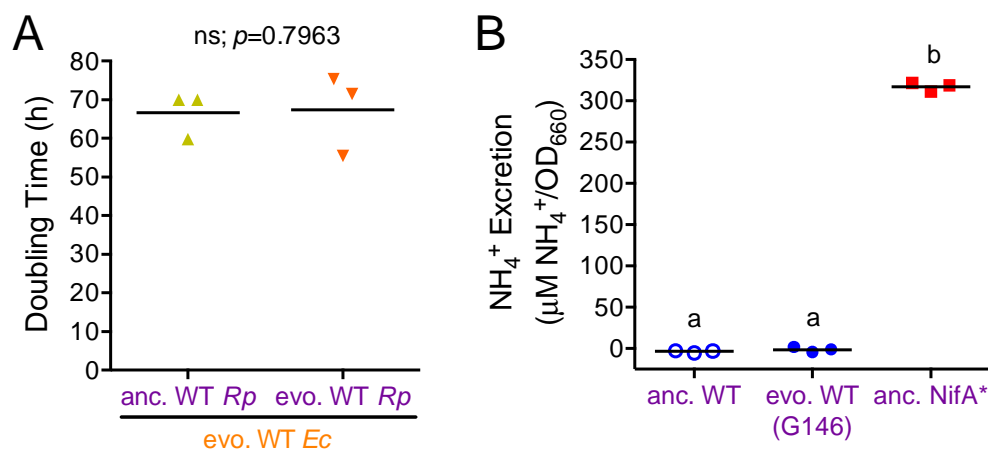 A
ns; p=0.7963
Doubling Time (h)
80
70
60
50
40
30
20
10
0
anc. WT Rp
evo. WT Rp
evo. WT Ec
B
NH₄⁺ Excretion
(μM NH₄⁺/OD₆₆₀)
350
300
250
200
150
100
50
0
a
a
b
anc. WT
evo. WT
(G146)
anc. NifA*